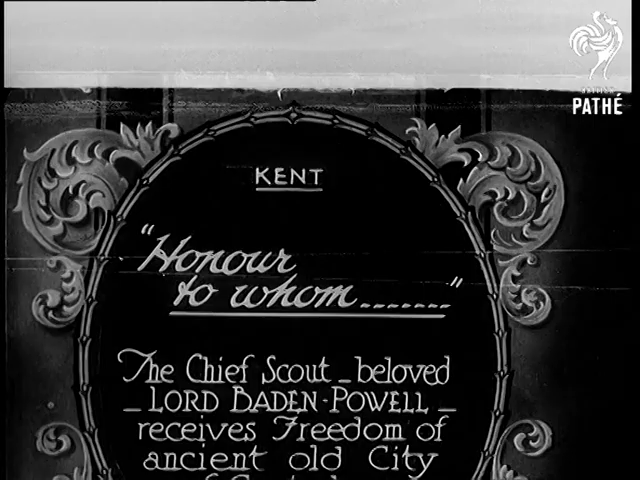 PATHÉ
KENT
"Honour
to whom........"
The Chief Scout _ beloved
_ LORD BADEN-POWELL _
receives Freedom of
ancient old City